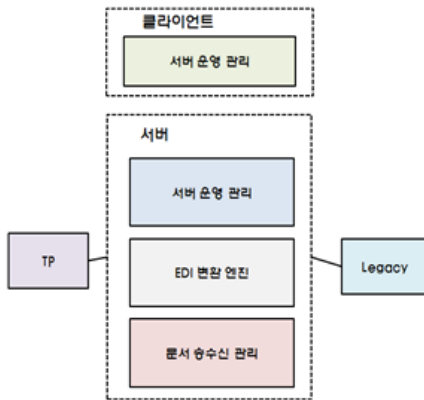 클라이언트
서버 운영 관리
서버
서버 운영 관리
TP
EDI 변환 엔진
Legacy
문서 송수신 관리